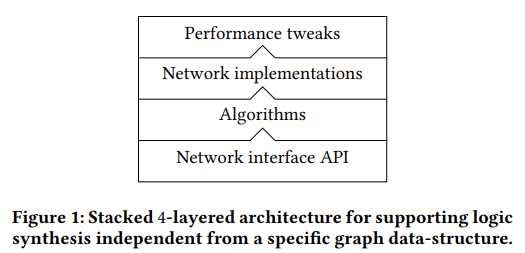 Performance tweaks
Network implementations
Algorithms
Network interface API
Figure 1: Stacked 4-layered architecture for supporting logic
synthesis independent from a specific graph data-structure.